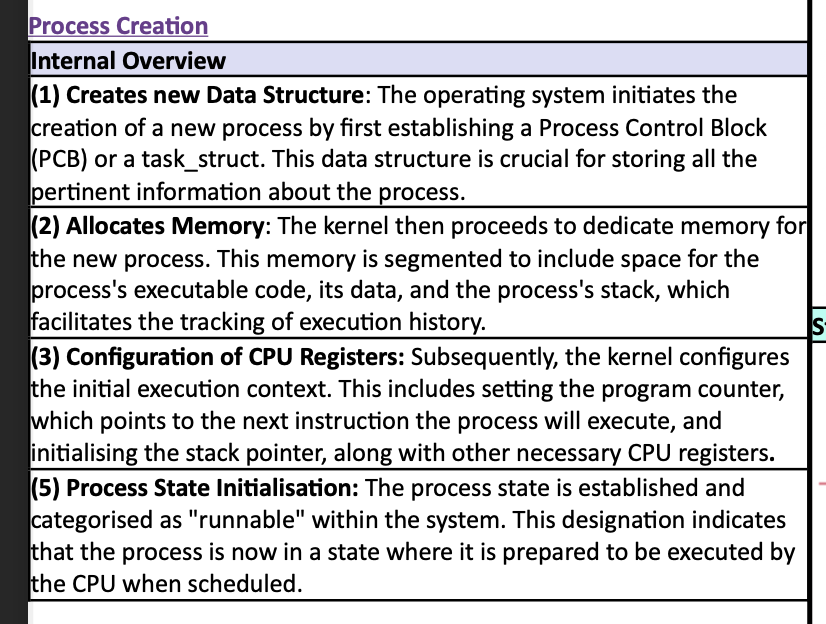 Process Creation
Internal Overview
(1) Creates new Data Structure: The operating system initiates the
creation of a new process by first establishing a Process Control Block
(PCB) or a task_struct. This data structure is crucial for storing all the
pertinent information about the process.
(2) Allocates Memory: The kernel then proceeds to dedicate memory for
the new process. This memory is segmented to include space for the
process's executable code, its data, and the process's stack, which
facilitates the tracking of execution history.
(3) Configuration of CPU Registers: Subsequently, the kernel configures
the initial execution context. This includes setting the program counter,
which points to the next instruction the process will execute, and
initialising the stack pointer, along with other necessary CPU registers.
(5) Process State Initialisation: The process state is established and
categorised as "runnable" within the system. This designation indicates
that the process is now in a state where it is prepared to be executed by
the CPU when scheduled.